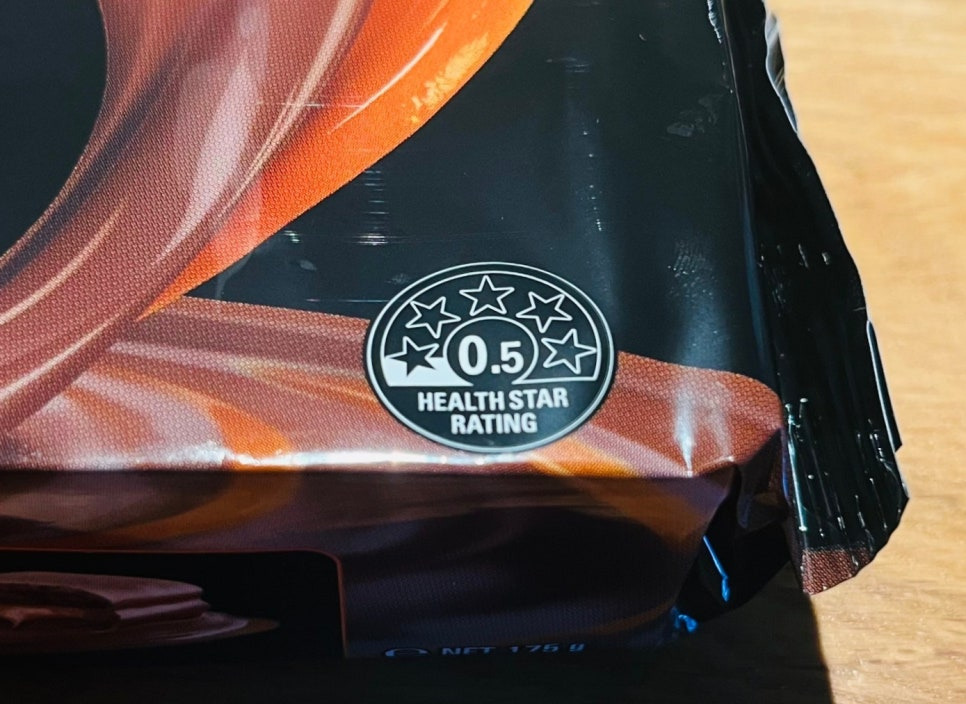 0.5
HEALTH STAR
RATING
NET 175 g